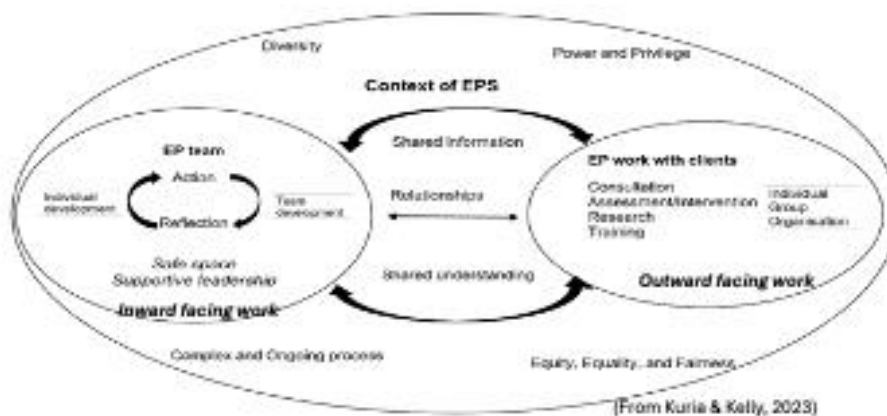 Diversity
Power and Privilege
Context of EPS
Shared Information
EP team
Action
Individual
development
Team
development
Reflection
Safe space
Supportive leadership
Inward facing work
Relationships
Shared understanding
EP work with clients
Consultation
Assessment/intervention
Research
Training
Individual
Group
Organisation
Outward facing work
Complex and Ongoing process
Equity, Equality, and Fairness
(From Kuria & Kelly, 2023)